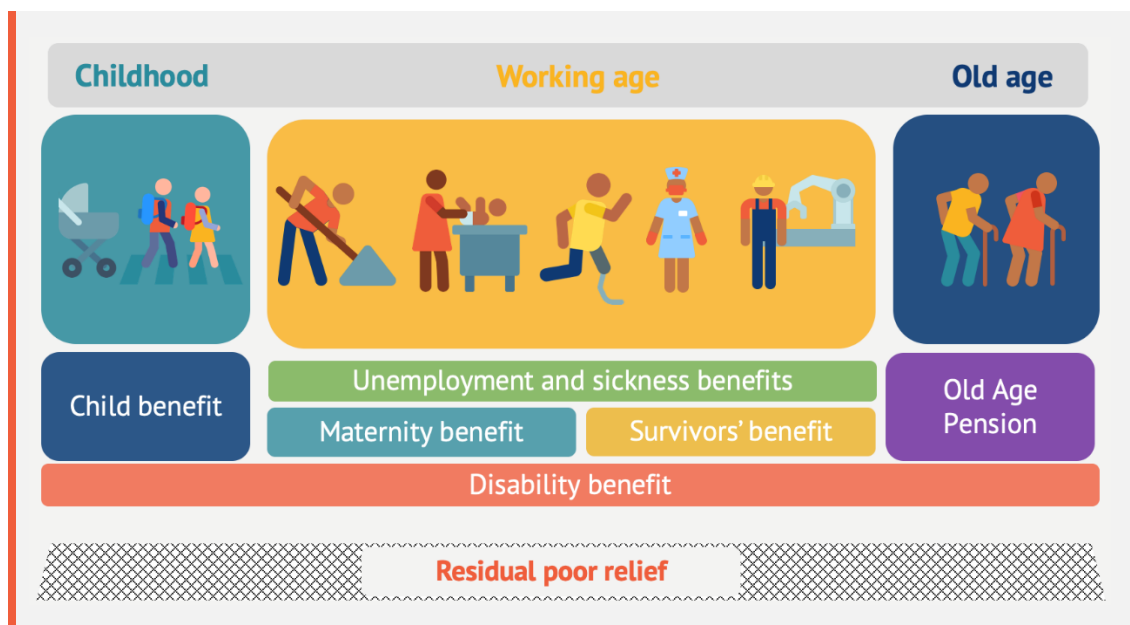 Childhood
Working age
Old age
Child benefit
Unemployment and sickness benefits
Maternity benefit
Survivors’ benefit
Old Age
Pension
Disability benefit
Residual poor relief